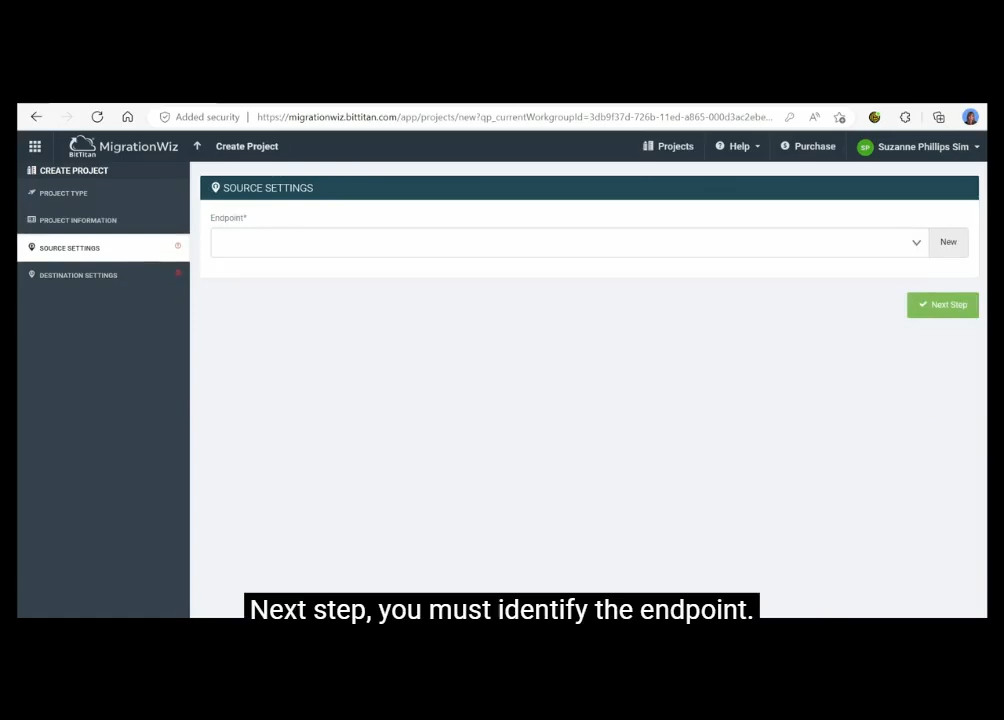 Added security
https://migrationwiz.bittitan.com/app/projects/new?qp_currentWorkgroupId=3db9f37d-726b-11ed-a865-000d3ac2ebe...
BitTitan
MigrationWiz
Create Project
Projects
Help
Purchase
SP
Suzanne Phillips Sim
CREATE PROJECT
PROJECT TYPE
PROJECT INFORMATION
SOURCE SETTINGS
DESTINATION SETTINGS
SOURCE SETTINGS
Endpoint*
New
Next Step
Next step, you must identify the endpoint.